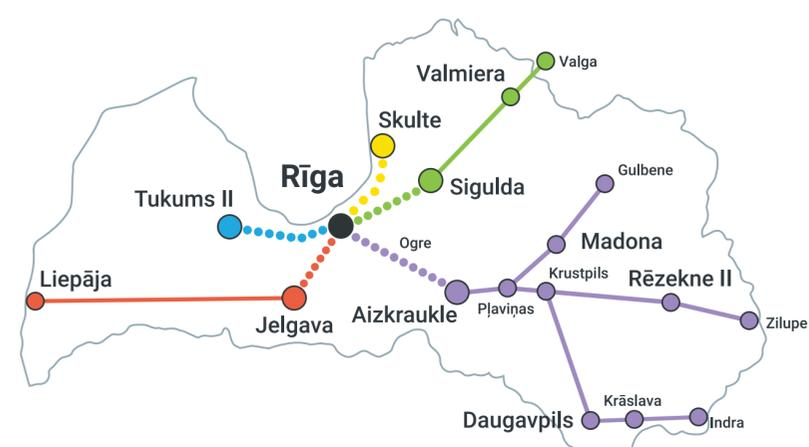 Valga
Valmiera
Skulte
Rīga
Gulbene
Sigulda
Tukums II
Ogre
Madona
Krustpils
Liepāja
Rēzekne II
Pļaviņas
Aizkraukle
Jelgava
Zilupe
Krāslava
Daugavpils
Indra